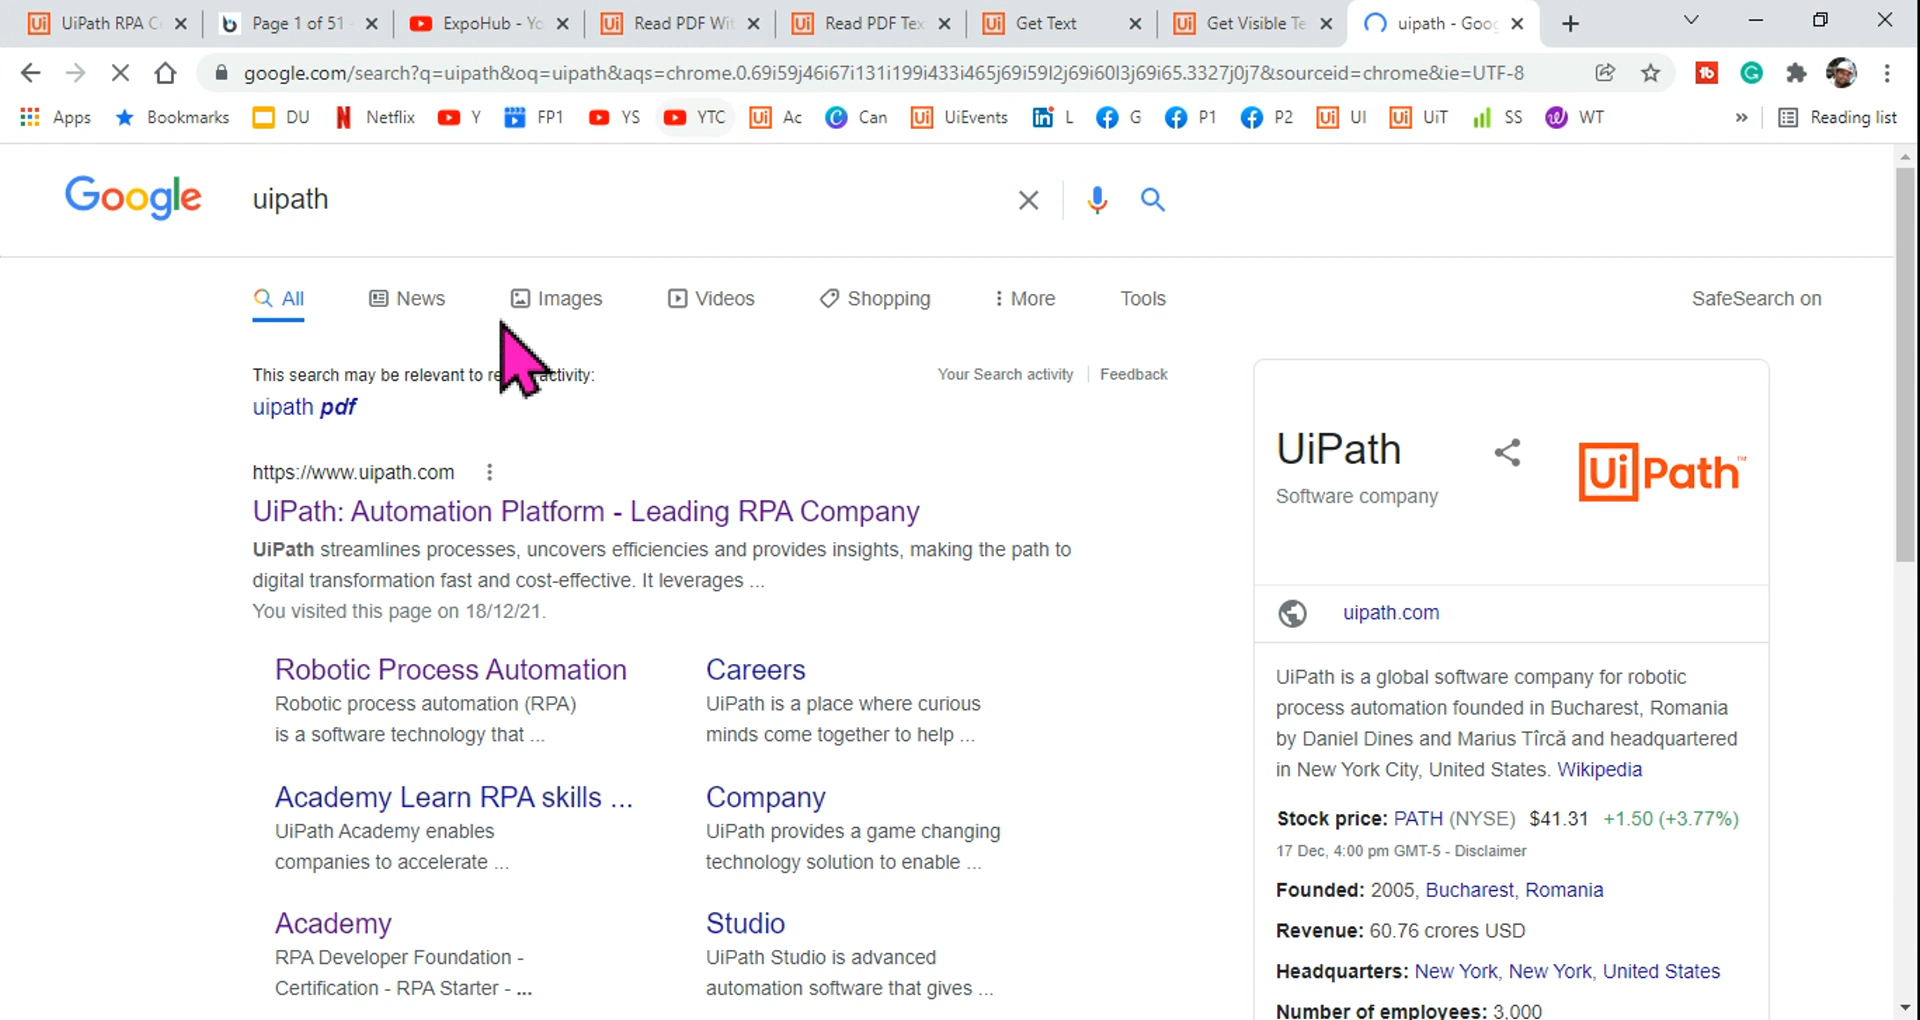 UiPath RPA C
Page 1 of 51
ExpoHub - Yo
Read PDF Wit
Read PDF Tex
Get Text
Get Visible Te
uipath - Goog
google.com/search?q=uipath&oq=uipath&aqs=chrome.0.69i59j46i67i131i199i433i465j69i59l2j69i60l3j69i65.3327j0j7&sourceid=chrome&ie=UTF-8
Apps
Bookmarks
DU
Netflix
Y
FP1
YS
YTC
Ac
Can
UiEvents
L
G
P1
P2
UI
UiT
SS
WT
Reading list
Google
uipath
All
News
Images
Videos
Shopping
More
Tools
SafeSearch on
This search may be relevant to re activity:
Your Search activity
Feedback
uipath pdf
https://www.uipath.com
UiPath: Automation Platform - Leading RPA Company
UiPath streamlines processes, uncovers efficiencies and provides insights, making the path to
digital transformation fast and cost-effective. It leverages ...
You visited this page on 18/12/21.
Robotic Process Automation
Robotic process automation (RPA)
is a software technology that ...
Careers
UiPath is a place where curious
minds come together to help ...
Academy Learn RPA skills ...
UiPath Academy enables
companies to accelerate ...
Company
UiPath provides a game changing
technology solution to enable ...
Academy
RPA Developer Foundation -
Certification - RPA Starter - ...
Studio
UiPath Studio is advanced
automation software that gives ...
UiPath
Software company
UiPath™
uipath.com
UiPath is a global software company for robotic
process automation founded in Bucharest, Romania
by Daniel Dines and Marius Tîrcă and headquartered
in New York City, United States. Wikipedia
Stock price: PATH (NYSE) $41.31 +1.50 (+3.77%)
17 Dec, 4:00 pm GMT-5 - Disclaimer
Founded: 2005, Bucharest, Romania
Revenue: 60.76 crores USD
Headquarters: New York, New York, United States
Number of employees: 3,000